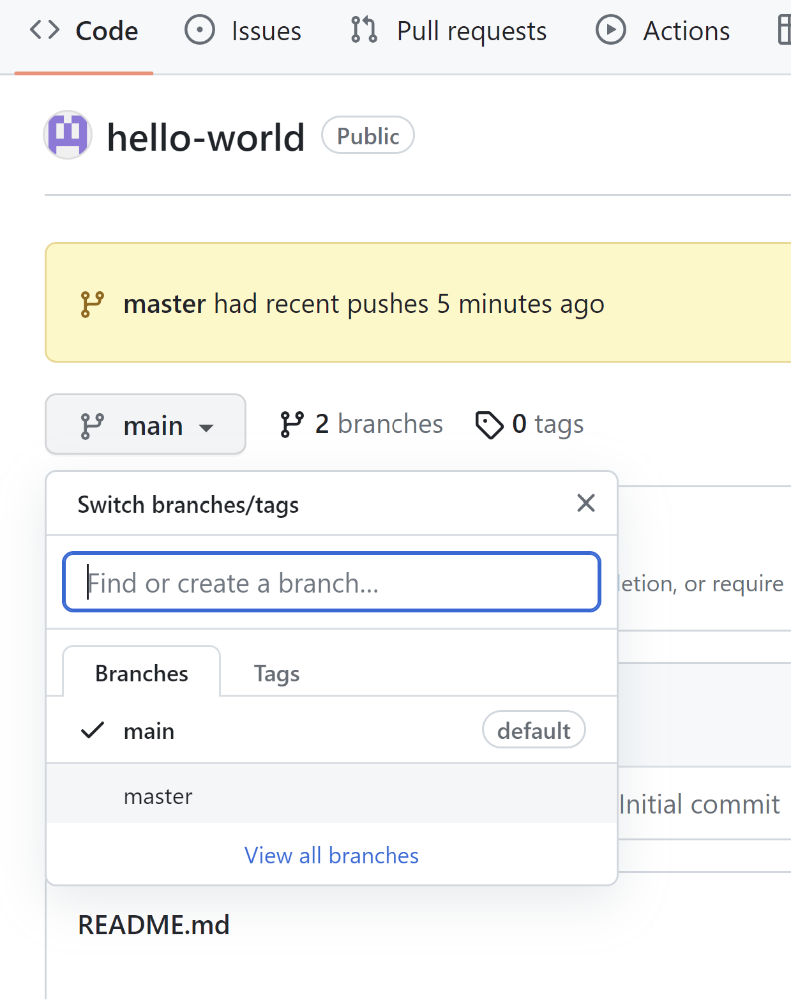 Code Issues Pull requests Actions
hello-world Public
master had recent pushes 5 minutes ago
main 2 branches 0 tags
Switch branches/tags
Find or create a branch...
etion, or require
Branches Tags
main default
master
Initial commit
View all branches
README.md